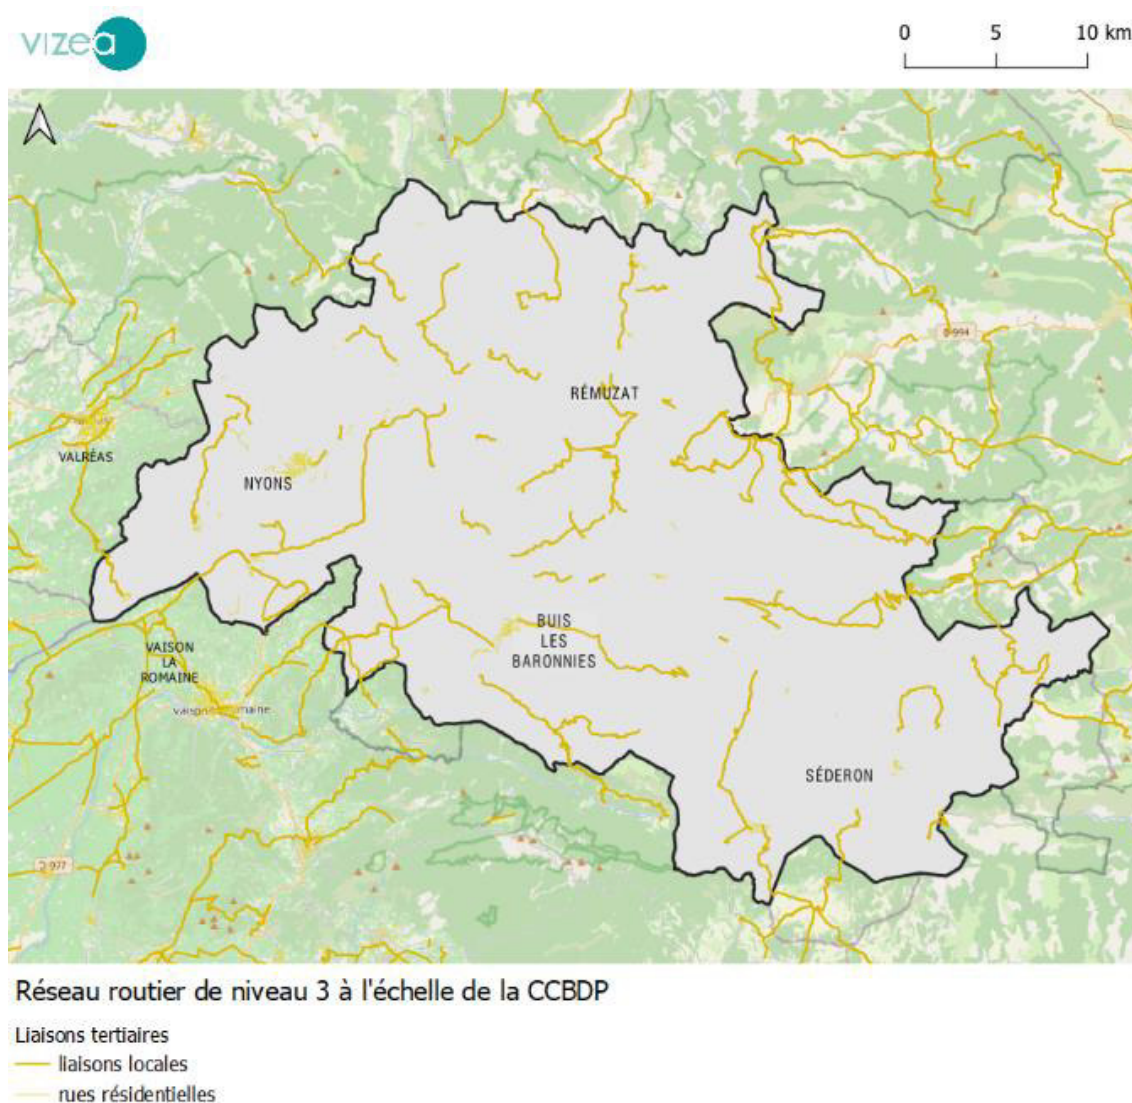 vizea
0 5 10 km
D 994
RÉMUZAT
VALRÉAS
NYONS
BUIS
LES
BARONNIES
VAISON
LA
ROMAINE
SÉDERON
D 977
Réseau routier de niveau 3 à l'échelle de la CCBDP
Liaisons tertiaires
liaisons locales
rues résidentielles